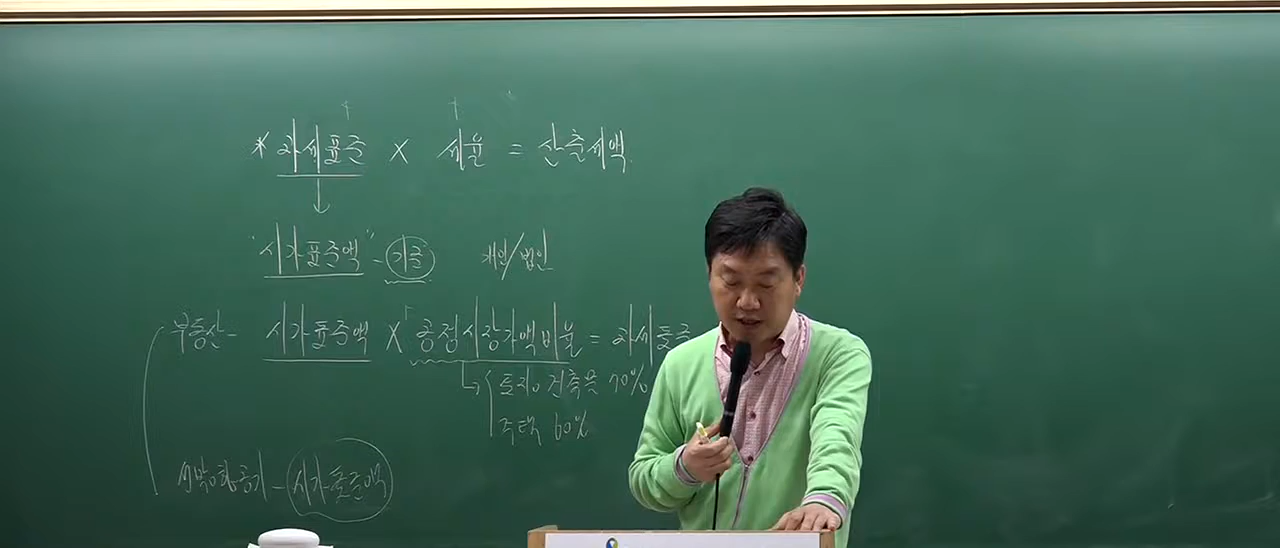 * 과세표준 × 세율 = 산출세액.
"시가표준액" - 기준 개인/법인
부동산 - 시가표준액 × 공정시장가액비율 = 과세표준
토지, 건축물 70%
주택 60%
선박, 항공기 - 시가표준액